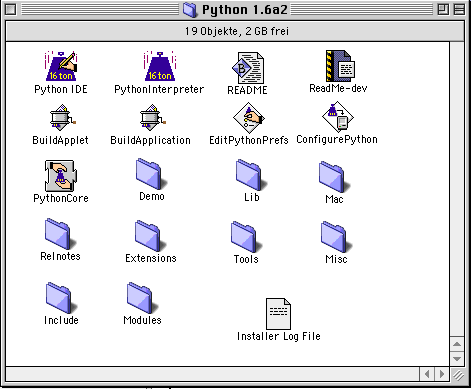 Python 1.6a2
19 Objekte, 2 GB frei
16 ton
16 ton
Python IDE
PythonInterpreter
README
ReadMe-dev
BuildApplet
BuildApplication
EditPythonPrefs
ConfigurePython
PythonCore
Demo
Lib
Mac
Relnotes
Extensions
Tools
Misc
Include
Modules
Installer Log File